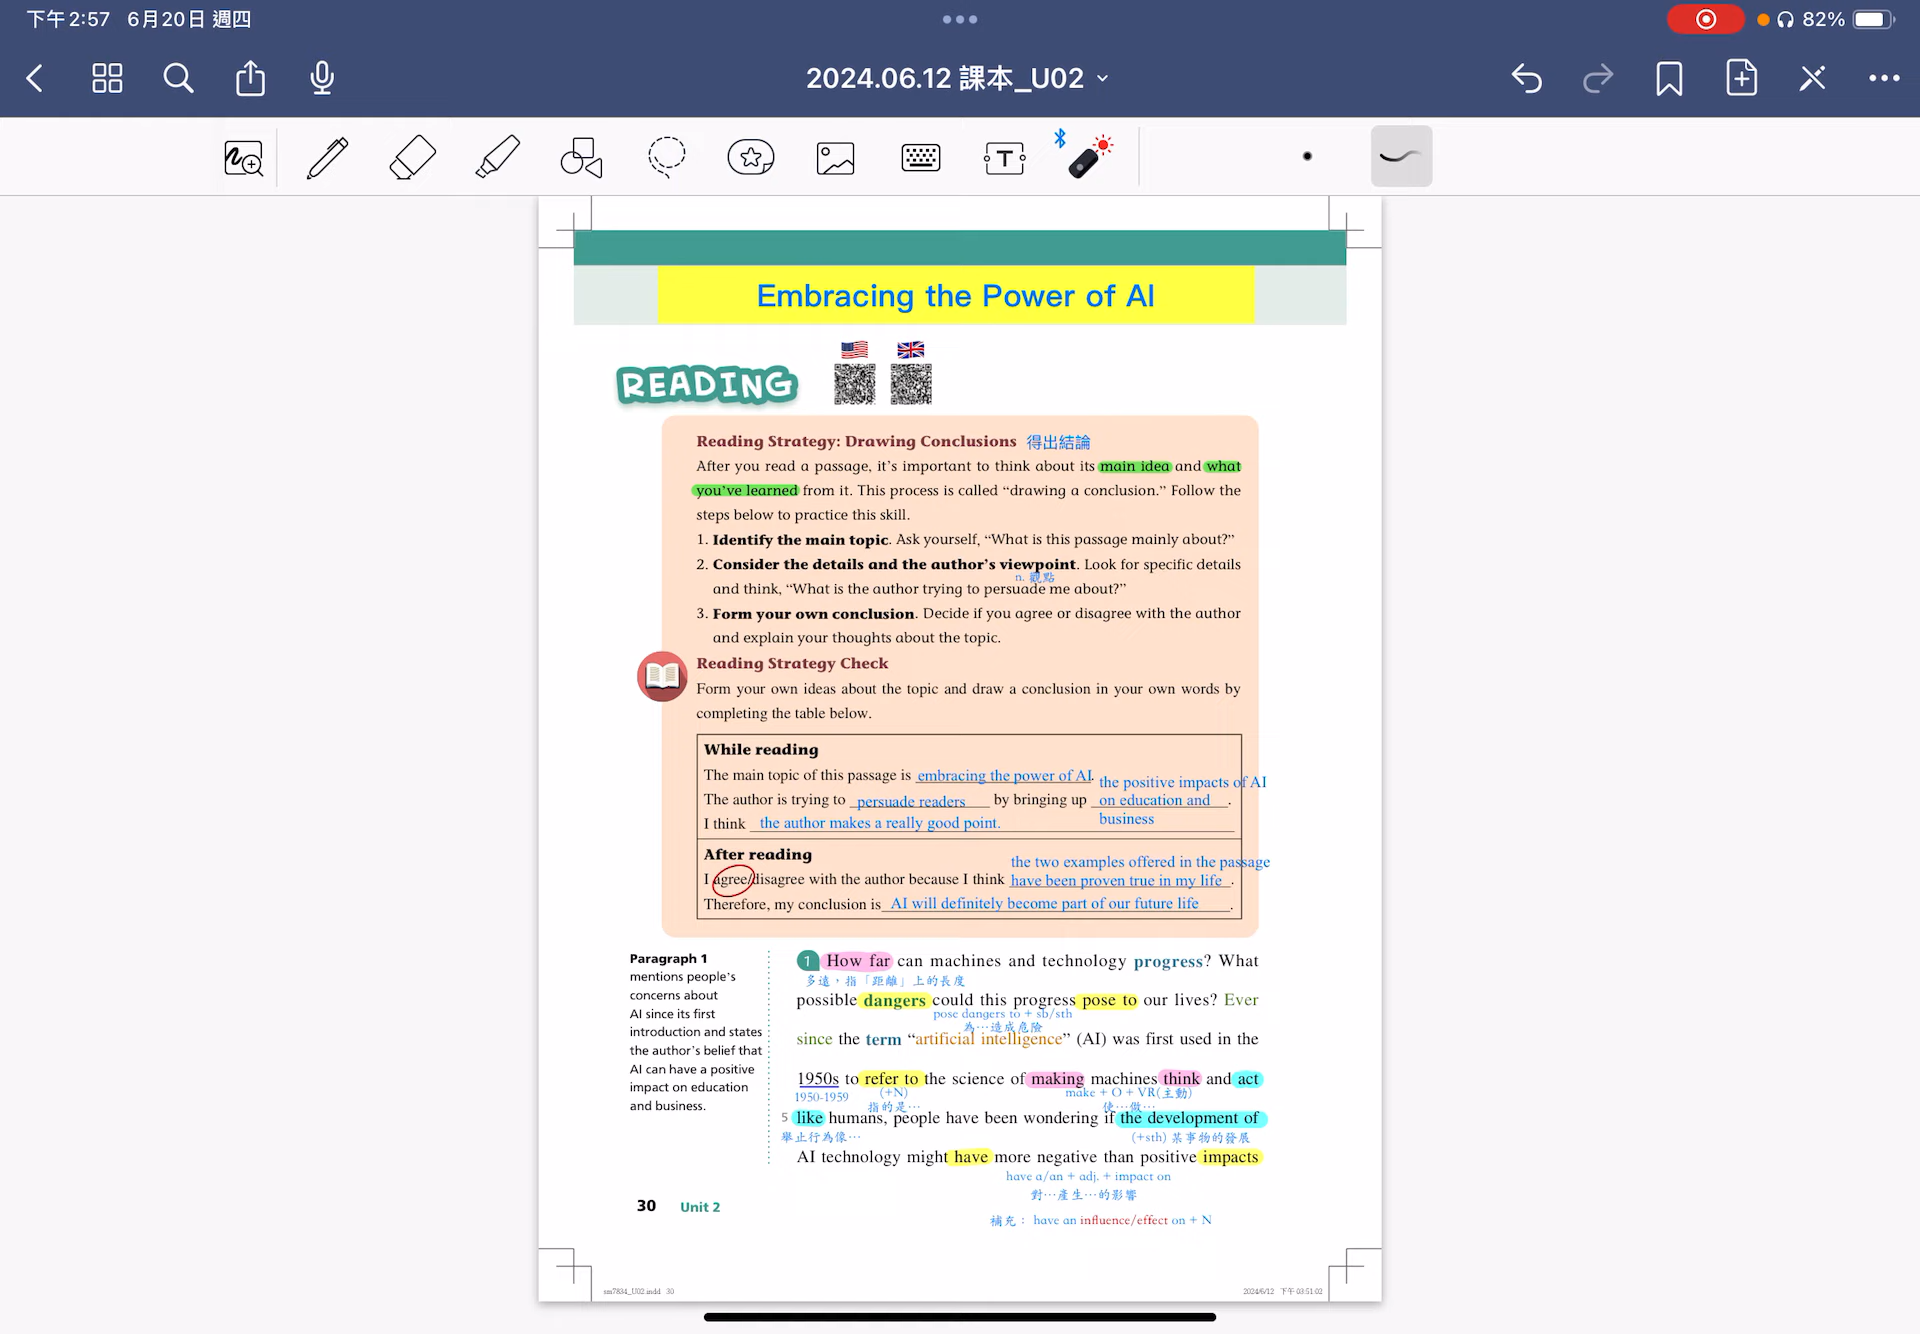 下午2:57 6月20日 週四
82%
2024.06.12 課本_U02
Embracing the Power of AI
READING
Reading Strategy: Drawing Conclusions 得出結論
After you read a passage, it’s important to think about its main idea and what
you’ve learned from it. This process is called “drawing a conclusion.” Follow the
steps below to practice this skill.
1. Identify the main topic. Ask yourself, “What is this passage mainly about?”
2. Consider the details and the author’s viewpoint. Look for specific details
n. 觀點
and think, “What is the author trying to persuade me about?”
3. Form your own conclusion. Decide if you agree or disagree with the author
and explain your thoughts about the topic.
Reading Strategy Check
Form your own ideas about the topic and draw a conclusion in your own words by
completing the table below.
While reading
The main topic of this passage is embracing the power of AI.
The author is trying to persuade readers by bringing up the positive impacts of AI
on education and
business.
I think the author makes a really good point.
After reading
I agree/disagree with the author because I think the two examples offered in the passage
have been proven true in my life.
Therefore, my conclusion is AI will definitely become part of our future life.
Paragraph 1
mentions people’s
concerns about
AI since its first
introduction and states
the author’s belief that
AI can have a positive
impact on education
and business.
1 How far can machines and technology progress? What
多遠，指「距離」上的長度
possible dangers could this progress pose to our lives? Ever
pose dangers to + sb/sth
為…造成危險
since the term “artificial intelligence” (AI) was first used in the
1950s to refer to the science of making machines think and act
1950-1959 (+N) make + O + VR(主動)
指的是… 使…做…
5 like humans, people have been wondering if the development of
舉止行為像… (+sth) 某事物的發展
AI technology might have more negative than positive impacts
have a/an + adj. + impact on
對…產生…的影響
30 Unit 2
補充： have an influence/effect on + N
sm7834_U02.indd 30
2024/6/12 下午 03:51:02